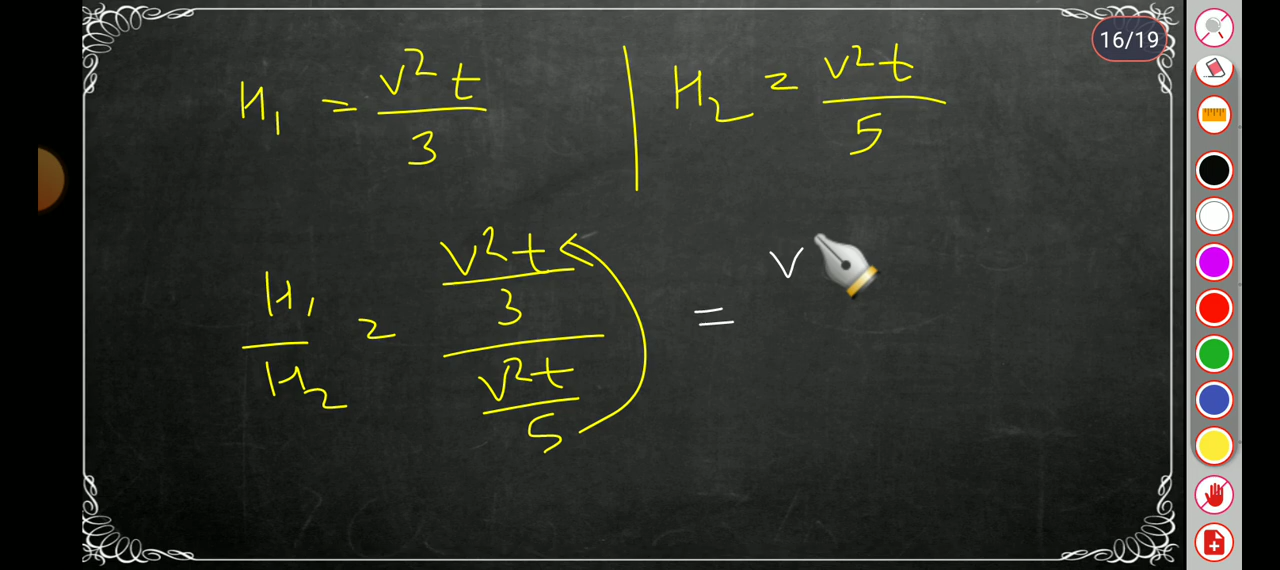 16/19
H₁ = v²t/3 | H₂ = v²t/5
H₁/H₂ = (v²t/3)/(v²t/5) = v